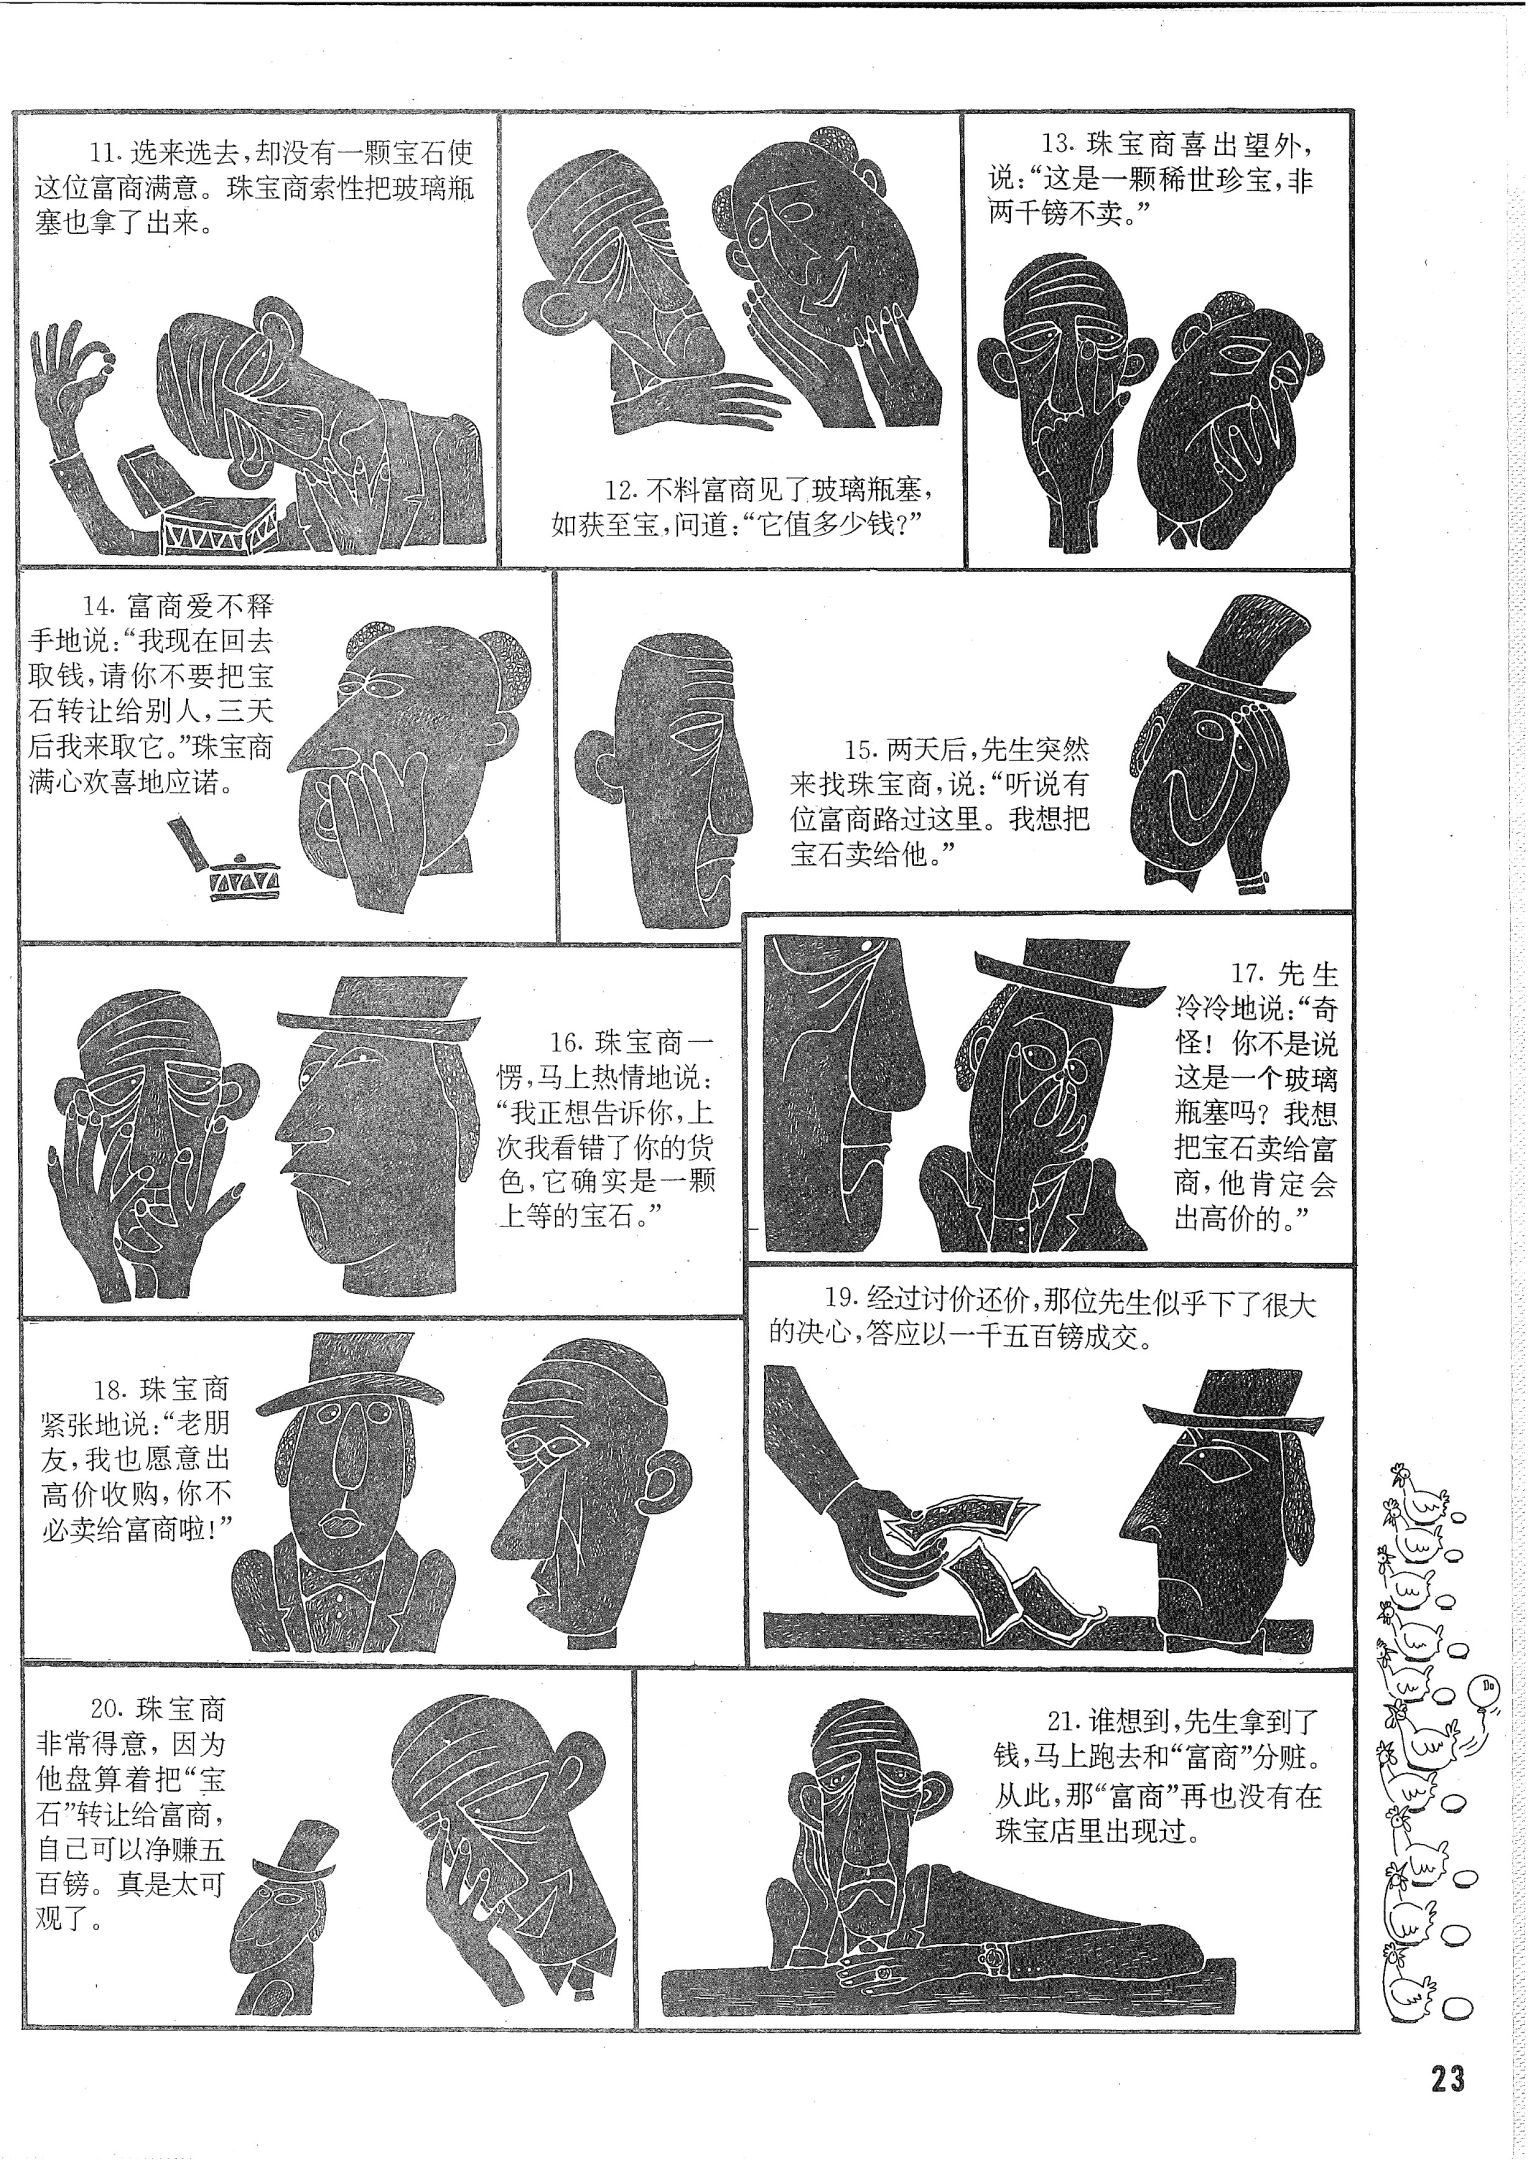 11. 选来选去，却没有一颗宝石使
这位富商满意。珠宝商索性把玻璃瓶
塞也拿了出来。
12. 不料富商见了玻璃瓶塞，
如获至宝，问道：“它值多少钱？”
13. 珠宝商喜出望外，
说：“这是一颗稀世珍宝，非
两千镑不卖。”
14. 富商爱不释
手地说：“我现在回去
取钱，请你不要把宝
石转让给别人，三天
后我来取它。”珠宝商
满心欢喜地应诺。
15. 两天后，先生突然
来找珠宝商，说：“听说有
位富商路过这里。我想把
宝石卖给他。”
16. 珠宝商一
愣，马上热情地说：
“我正想告诉你，上
次我看错了你的货
色，它确实是一颗
上等的宝石。”
17. 先生
冷冷地说：“奇
怪！你不是说
这是一个玻璃
瓶塞吗？我想
把宝石卖给富
商，他肯定会
出高价的。”
18. 珠宝商
紧张地说：“老朋
友，我也愿意出
高价收购，你不
必卖给富商啦！”
19. 经过讨价还价，那位先生似乎下了很大
的决心，答应以一千五百镑成交。
20. 珠宝商
非常得意，因为
他盘算着把“宝
石”转让给富商，
自己可以净赚五
百镑。真是太可
观了。
21. 谁想到，先生拿到了
钱，马上跑去和“富商”分赃。
从此，那“富商”再也没有在
珠宝店里出现过。
23